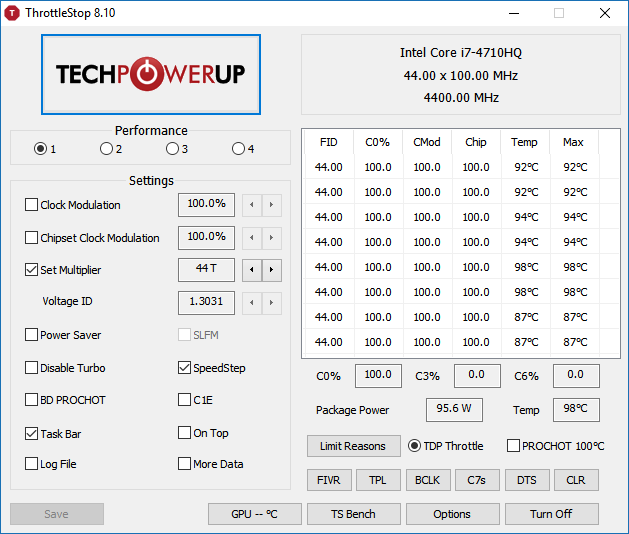 ThrottleStop 8.10
TECHPOWERUP
Intel Core i7-4710HQ
44.00 x 100.00 MHz
4400.00 MHz
Performance
1 2 3 4
FID C0% CMod Chip Temp Max
44.00 100.0 100.0 100.0 92°C 92°C
44.00 100.0 100.0 100.0 92°C 92°C
44.00 100.0 100.0 100.0 94°C 94°C
44.00 100.0 100.0 100.0 94°C 94°C
44.00 100.0 100.0 100.0 98°C 98°C
44.00 100.0 100.0 100.0 98°C 98°C
44.00 100.0 100.0 100.0 87°C 87°C
44.00 100.0 100.0 100.0 87°C 87°C
Settings
Clock Modulation 100.0%
Chipset Clock Modulation 100.0%
Set Multiplier 44 T
Voltage ID 1.3031
Power Saver SLFM
Disable Turbo SpeedStep
BD PROCHOT C1E
Task Bar On Top
Log File More Data
C0% 100.0 C3% 0.0 C6% 0.0
Package Power 95.6 W Temp 98°C
Limit Reasons TDP Throttle PROCHOT 100°C
FIVR TPL BCLK C7s DTS CLR
Save GPU -- °C TS Bench Options Turn Off